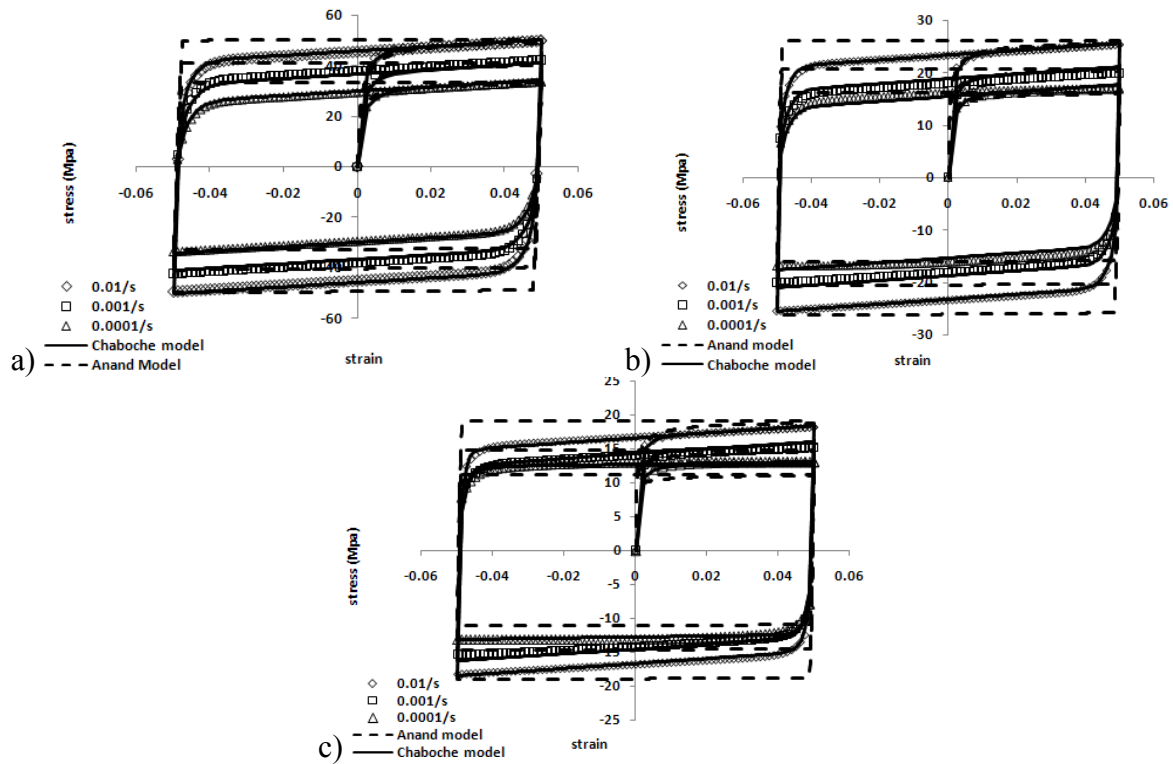 60
40
20
0
-20
-40
-60
-0.06 -0.04 -0.02 0 0.02 0.04 0.06
stress (Mpa)
strain
0.01/s
0.001/s
0.0001/s
Chaboche model
Anand Model
a)
30
20
10
0
-10
-20
-30
-0.06 -0.04 -0.02 0 0.02 0.04 0.06
stress (Mpa)
strain
0.01/s
0.001/s
0.0001/s
Anand model
Chaboche model
b)
25
20
15
10
5
0
-5
-10
-15
-20
-25
-0.06 -0.04 -0.02 0 0.02 0.04 0.06
stress (Mpa)
strain
0.01/s
0.001/s
0.0001/s
Anand model
Chaboche model
c)